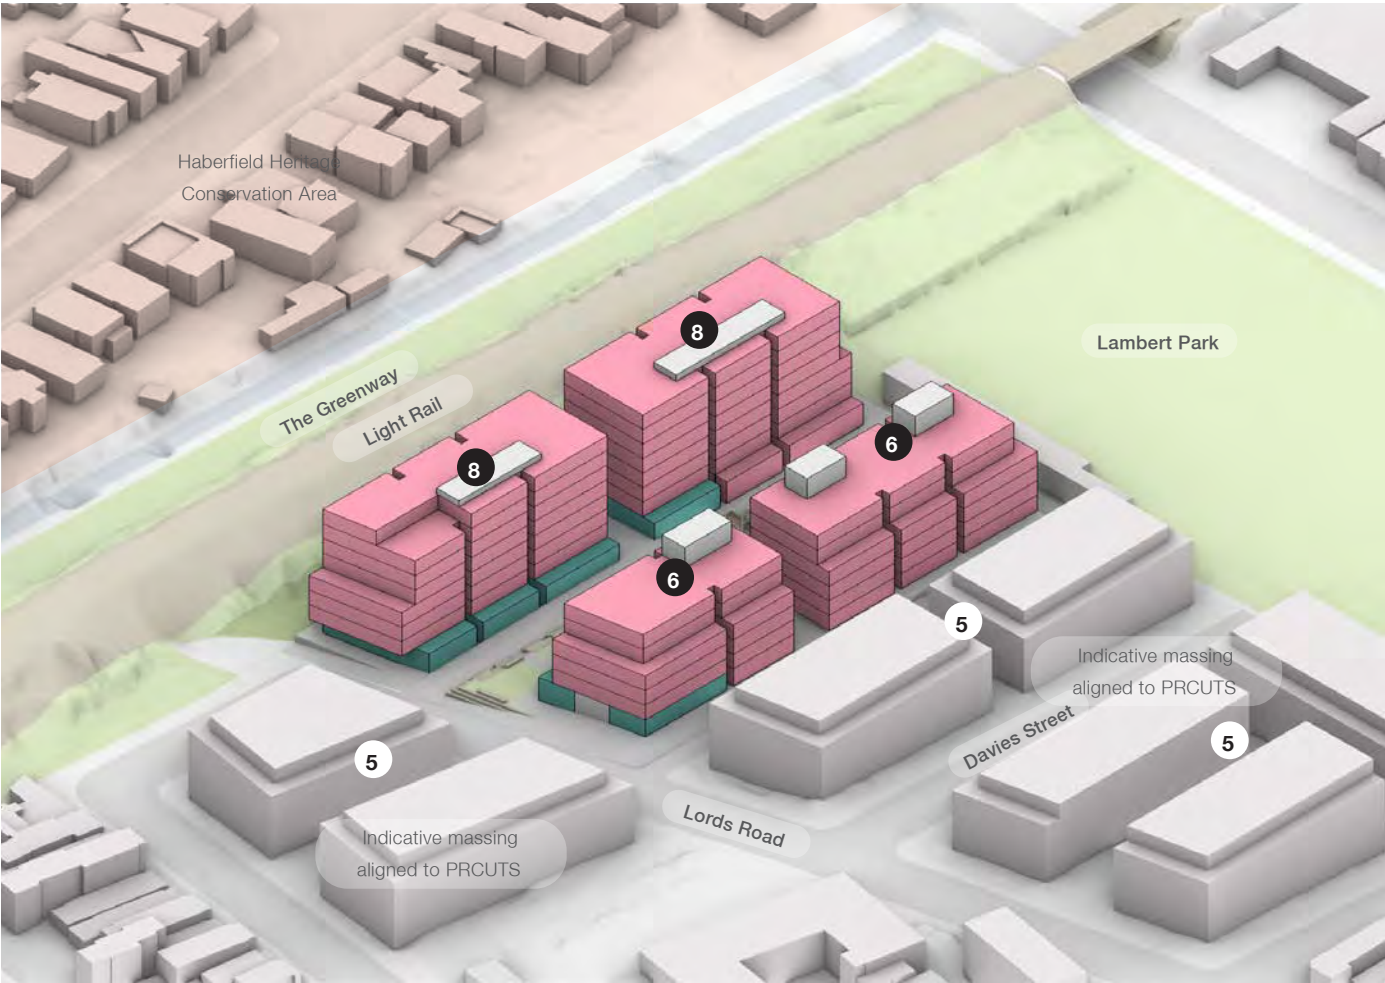 Haberfield Heritage
Conservation Area
8
Lambert Park
The Greenway
Light Rail
6
8
6
5
Indicative massing
aligned to PRCUTS
Davies Street
5
5
Lords Road
Indicative massing
aligned to PRCUTS